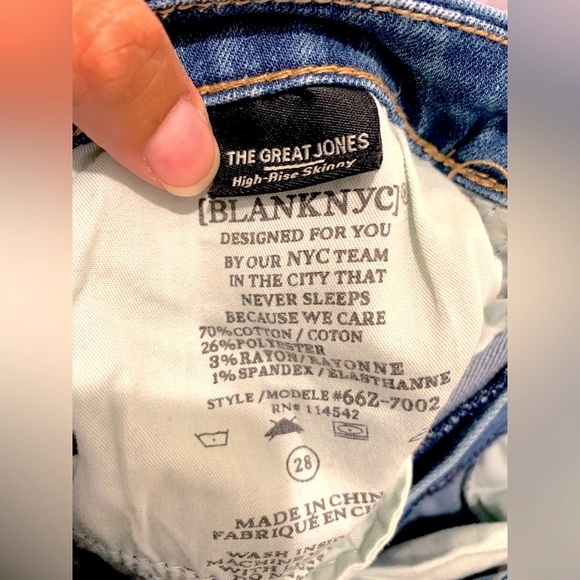 THE GREAT JONES
High-Rise Skinny
[BLANKNYC]®
DESIGNED FOR YOU
BY OUR NYC TEAM
IN THE CITY THAT
NEVER SLEEPS
BECAUSE WE CARE
70% COTTON / COTON
26% POLYESTER
3% RAYON / RAYONNE
1% SPANDEX / ELASTHANNE
STYLE / MODELE #66Z-7002
RN# 114542
28
MADE IN CHIN
FABRIQUÉ EN CH
WASH INSI
MACHINE